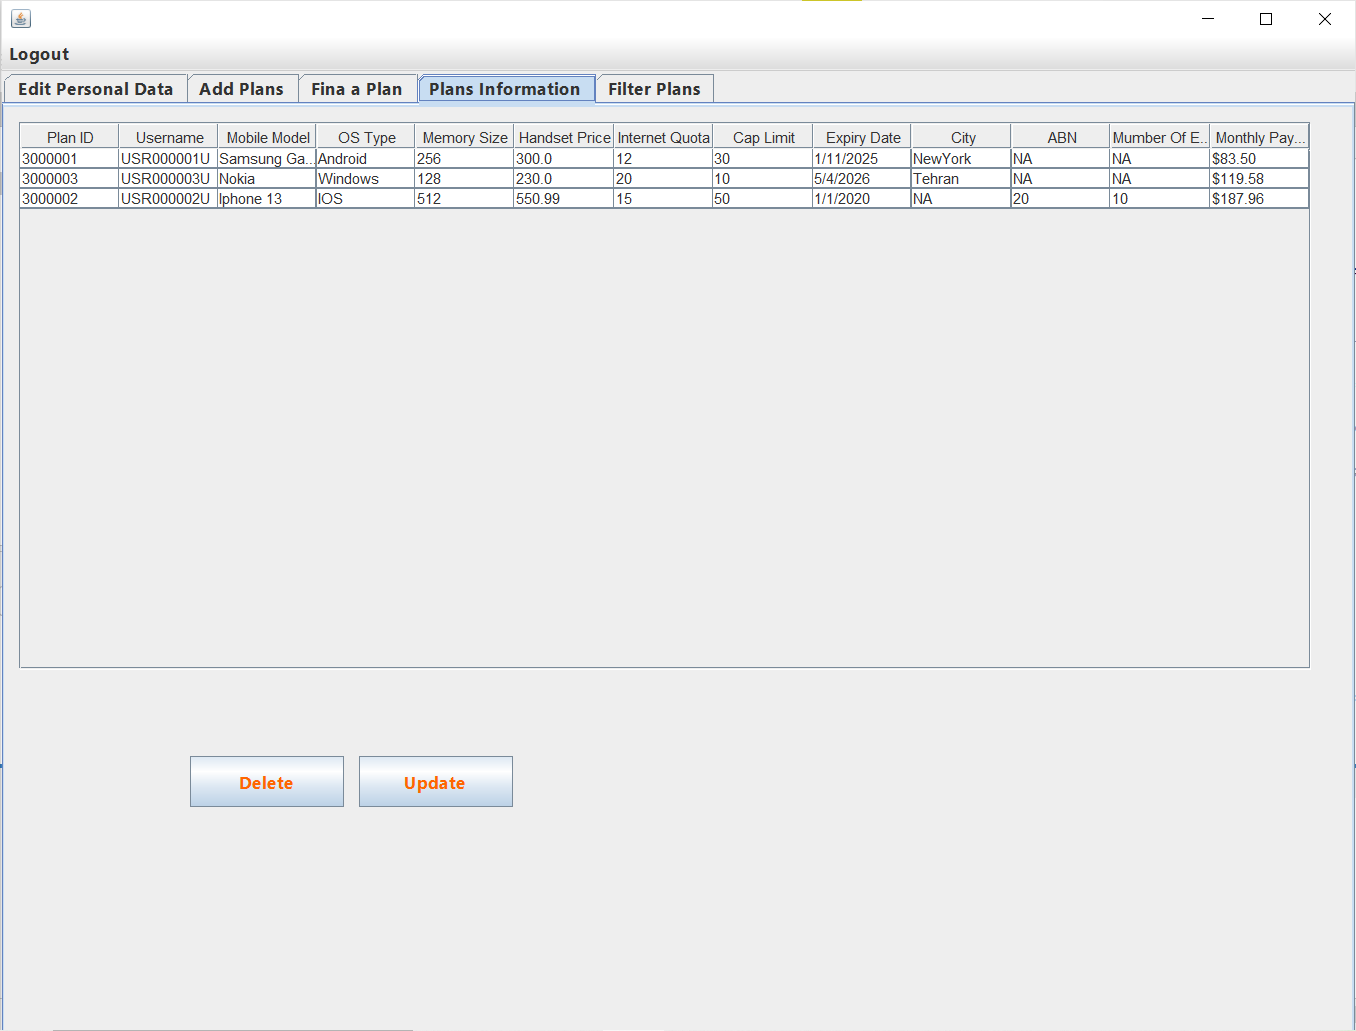 Logout
Edit Personal Data Add Plans Fina a Plan Plans Information Filter Plans
Plan ID Username Mobile Model OS Type Memory Size Handset Price Internet Quota Cap Limit Expiry Date City ABN Mumber Of E... Monthly Pay...
3000001 USR000001U Samsung Ga... Android 256 300.0 12 30 1/11/2025 NewYork NA NA $83.50
3000003 USR000003U Nokia Windows 128 230.0 20 10 5/4/2026 Tehran NA NA $119.58
3000002 USR000002U Iphone 13 IOS 512 550.99 15 50 1/1/2020 NA 20 10 $187.96
Delete Update